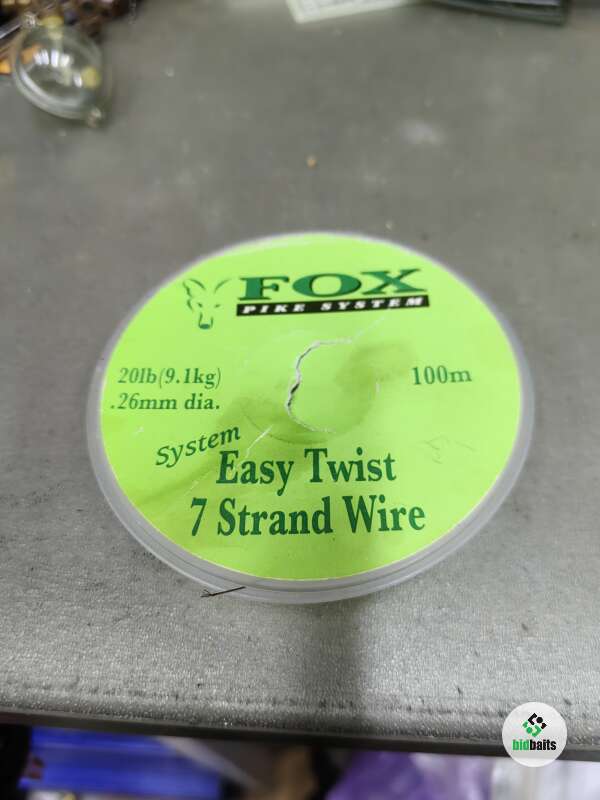 FOX
PIKE SYSTEM
20lb(9.1kg)
.26mm dia.
100m
System
Easy Twist
7 Strand Wire
bidbaits